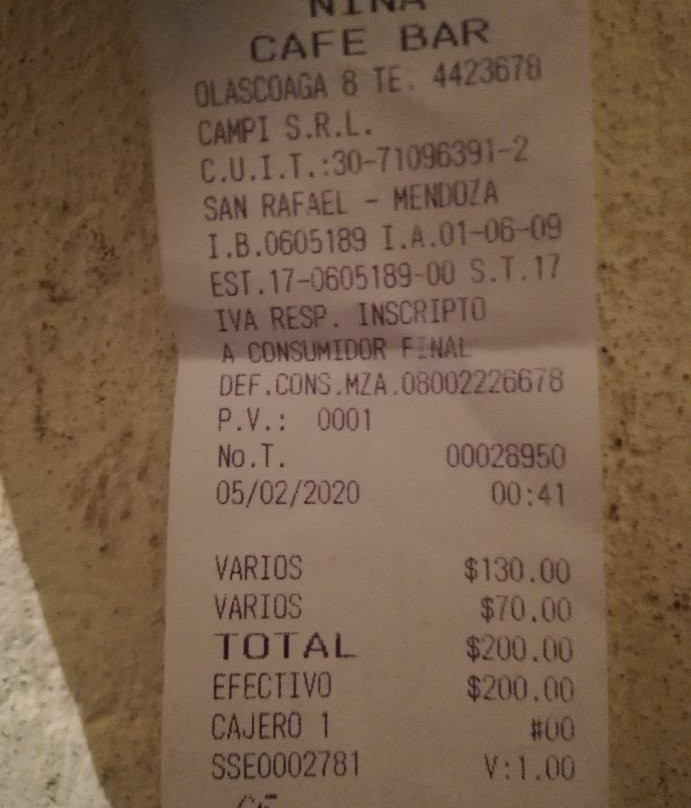 NINA
CAFE BAR
OLASCOAGA 8 TE. 4423678
CAMPI S.R.L.
C.U.I.T.:30-71096391-2
SAN RAFAEL - MENDOZA
I.B.0605189 I.A.01-06-09
EST.17-0605189-00 S.T.17
IVA RESP. INSCRIPTO
A CONSUMIDOR FINAL
DEF.CONS.MZA.08002226678
P.V.: 0001
No.T. 00028950
05/02/2020 00:41
VARIOS $130.00
VARIOS $70.00
TOTAL $200.00
EFECTIVO $200.00
CAJERO 1 #00
SSE0002781 V:1.00